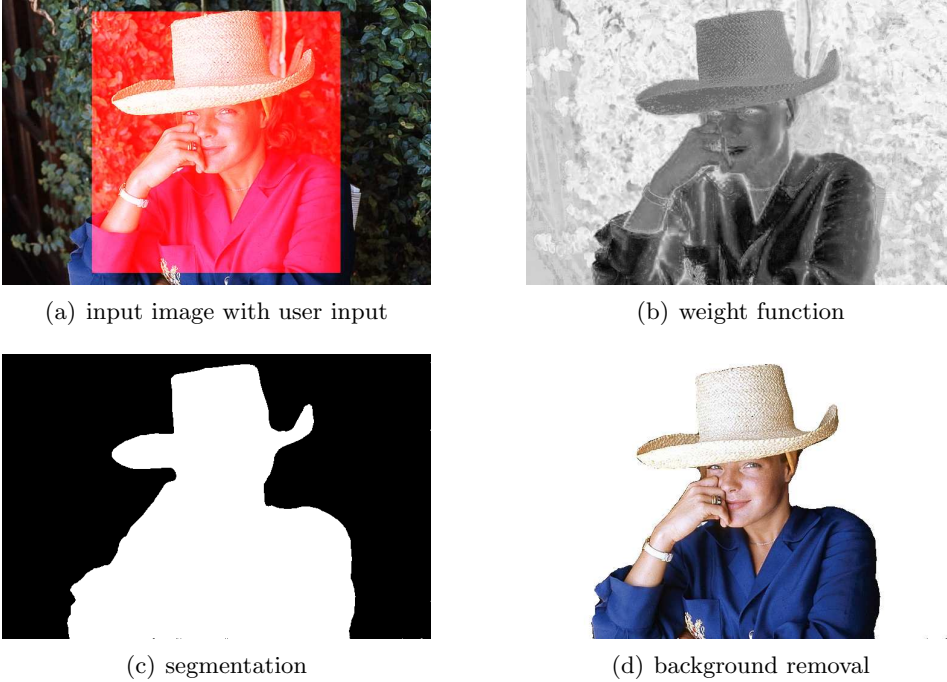 (a) input image with user input
(b) weight function
(c) segmentation
(d) background removal